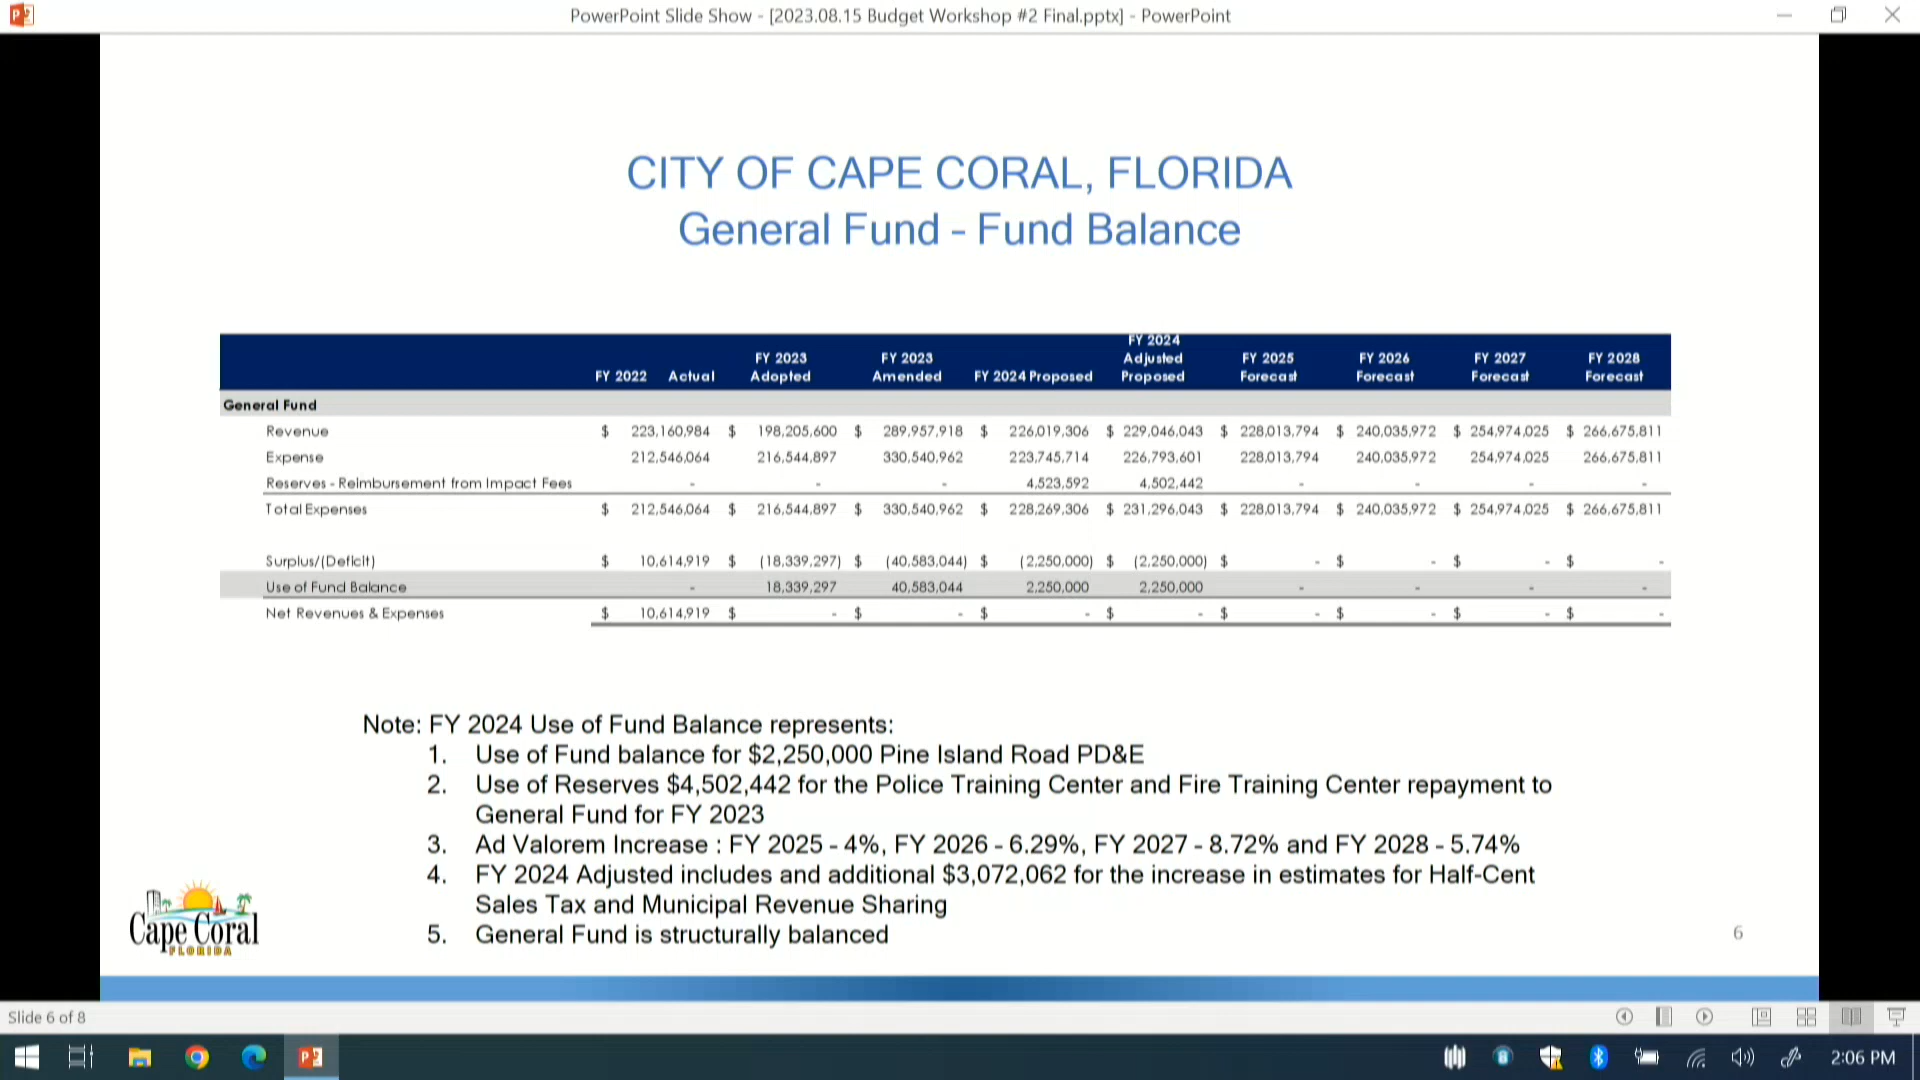 PowerPoint Slide Show - [2023.08.15 Budget Workshop #2 Final.pptx] - PowerPoint
CITY OF CAPE CORAL, FLORIDA
General Fund - Fund Balance
FY 2022 Actual FY 2023 Adopted FY 2023 Amended FY 2024 Proposed FY 2024 Adjusted Proposed FY 2025 Forecast FY 2026 Forecast FY 2027 Forecast FY 2028 Forecast
General Fund
Revenue $ 223,160,984 $ 198,205,600 $ 289,957,918 $ 226,019,306 $ 229,046,043 $ 228,013,794 $ 240,035,972 $ 254,974,025 $ 266,675,811
Expense 212,546,064 216,544,897 330,540,962 223,745,714 226,793,601 228,013,794 240,035,972 254,974,025 266,675,811
Reserves - Reimbursement from Impact Fees - - - 4,523,592 4,502,442 - - - -
Total Expenses $ 212,546,064 $ 216,544,897 $ 330,540,962 $ 228,269,306 $ 231,296,043 $ 228,013,794 $ 240,035,972 $ 254,974,025 $ 266,675,811
Surplus/(Deficit) $ 10,614,919 $ (18,339,297) $ (40,583,044) $ (2,250,000) $ (2,250,000) $ - $ - $ - $ -
Use of Fund Balance - 18,339,297 40,583,044 2,250,000 2,250,000 - - - -
Net Revenues & Expenses $ 10,614,919 $ - $ - $ - $ - $ - $ - $ - $ -
Note: FY 2024 Use of Fund Balance represents:
1. Use of Fund balance for $2,250,000 Pine Island Road PD&E
2. Use of Reserves $4,502,442 for the Police Training Center and Fire Training Center repayment to
General Fund for FY 2023
3. Ad Valorem Increase : FY 2025 - 4%, FY 2026 - 6.29%, FY 2027 - 8.72% and FY 2028 - 5.74%
4. FY 2024 Adjusted includes and additional $3,072,062 for the increase in estimates for Half-Cent
Sales Tax and Municipal Revenue Sharing
5. General Fund is structurally balanced
Cape Coral
FLORIDA
6
Slide 6 of 8
2:06 PM